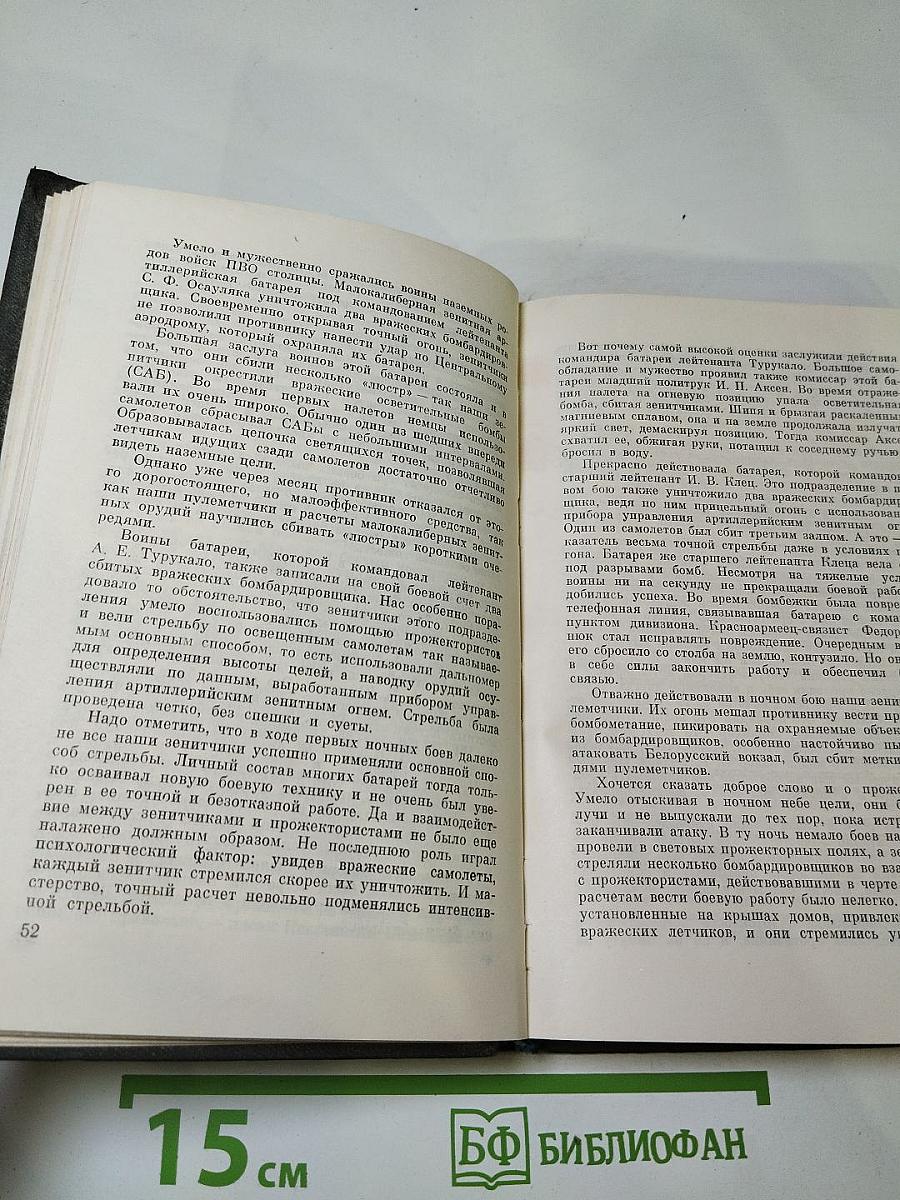 Умело и мужественно сражались воины наземных ро-
дов войск ПВО столицы. Малокалиберная зенитная ар-
тиллерийская батарея под командованием лейтенанта
С. Ф. Осауляка уничтожила два вражеских бомбардиров-
щика. Своевременно открывая точный огонь, зенитчики
не позволили противнику нанести удар по Центральному
аэродрому, который охраняла их батарея.
Большая заслуга воинов этой батареи состояла и в
том, что они сбили несколько «люстр» — так наши зе-
нитчики окрестили вражеские осветительные бомбы
(САБ). Во время первых налетов немцы использо-
вали их очень широко. Обычно один из шедших впереди
самолетов сбрасывал САБы с небольшими интервалами.
Образовывалась цепочка светящихся точек, позволявшая
летчикам идущих сзади самолетов достаточно отчетливо
видеть наземные цели.
Однако уже через месяц противник отказался от это-
го дорогостоящего, но малоэффективного средства, так
как наши пулеметчики и расчеты малокалиберных зенит-
ных орудий научились сбивать «люстры» короткими оче-
редями.
Воины батареи, которой командовал лейтенант
А. Е. Турукало, также записали на свой боевой счет два
сбитых вражеских бомбардировщика. Нас особенно пора-
довало то обстоятельство, что зенитчики этого подразде-
ления умело воспользовались помощью прожектористов
и вели стрельбу по освещенным самолетам так называе-
мым основным способом, то есть использовали дальномер
для определения высоты целей, а наводку орудий осу-
ществляли по данным, выработанным прибором управ-
ления артиллерийским зенитным огнем. Стрельба была
проведена четко, без спешки и суеты.
Надо отметить, что в ходе первых ночных боев далеко
не все наши зенитчики успешно применяли основной спо-
соб стрельбы. Личный состав многих батарей тогда толь-
ко осваивал новую боевую технику и не очень был уве-
рен в ее точной и безотказной работе. Да и взаимодейст-
вие между зенитчиками и прожектористами не было еще
налажено должным образом. Не последнюю роль играл
психологический фактор: увидев вражеские самолеты,
каждый зенитчик стремился скорее их уничтожить. И ма-
стерство, точный расчет невольно подменялись интенсив-
ной стрельбой.
52
Вот почему самой высокой оценки заслужили действия
командира батареи лейтенанта Турукало. Большое само-
обладание и мужество проявил также комиссар этой ба-
тареи младший политрук И. П. Аксен. Во время отраже-
ния налета на огневую позицию упала осветительная
бомба, сбитая зенитчиками. Шипя и брызгая раскаленным
магниевым сплавом, она и на земле продолжала излучать
яркий свет, демаскируя позицию. Тогда комиссар Аксен
схватил ее, обжигая руки, потащил к соседнему ручью
бросил в воду.
Прекрасно действовала батарея, которой командов
старший лейтенант И. В. Клец. Это подразделение в п
вом бою также уничтожило два вражеских бомбардир
щика, ведя по ним прицельный огонь с использован
прибора управления артиллерийским зенитным ог
Один из самолетов был сбит третьим залпом. А это —
казатель весьма точной стрельбы даже в условиях п
гона. Батарея же старшего лейтенанта Клеца вела о
под разрывами бомб. Несмотря на тяжелые усл
воины ни на секунду не прекращали боевой работ
добились успеха. Во время бомбежки была повре
телефонная линия, связывавшая батарею с кома
пунктом дивизиона. Красноармеец-связист Федор
нюк стал исправлять повреждение. Очередным в
его сбросило со столба на землю, контузило. Но он
в себе силы закончить работу и обеспечил б
связью.
Отважно действовали в ночном бою наши зени
леметчики. Их огонь мешал противнику вести пр
бомбометание, пикировать на охраняемые объек
из бомбардировщиков, особенно настойчиво пы
атаковать Белорусский вокзал, был сбит метки
дями пулеметчиков.
Хочется сказать доброе слово и о проже
Умело отыскивая в ночном небе цели, они б
лучи и не выпускали до тех пор, пока истр
заканчивали атаку. В ту ночь немало боев на
провели в световых прожекторных полях, а зе
стреляли несколько бомбардировщиков во вза
с прожектористами, действовавшими в черте
расчетам вести боевую работу было нелегко.
установленные на крышах домов, привлек
вражеских летчиков, и они стремились ун
15 см
БФ БИБЛИОФАН